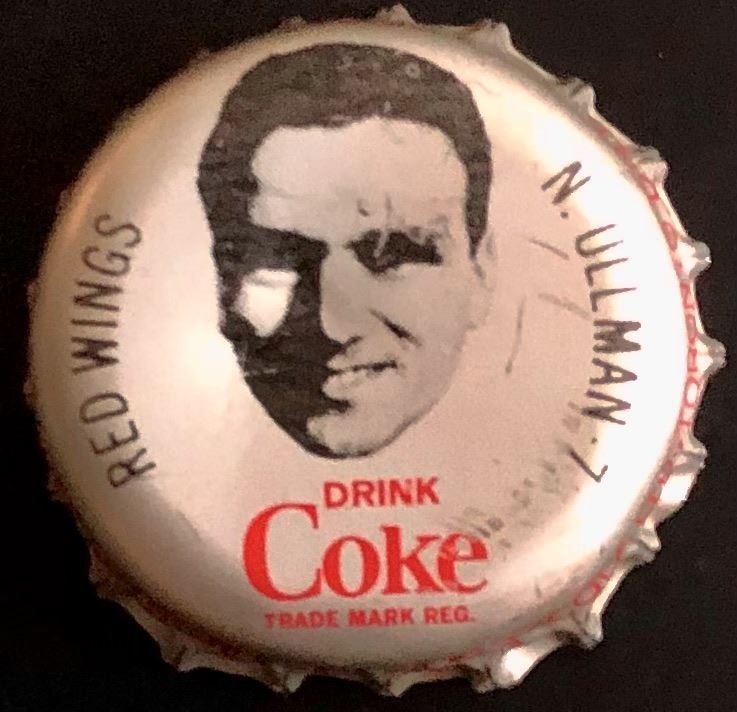 RED WINGS
N. ULLMAN 7
DRINK
Coke
TRADE MARK REG.